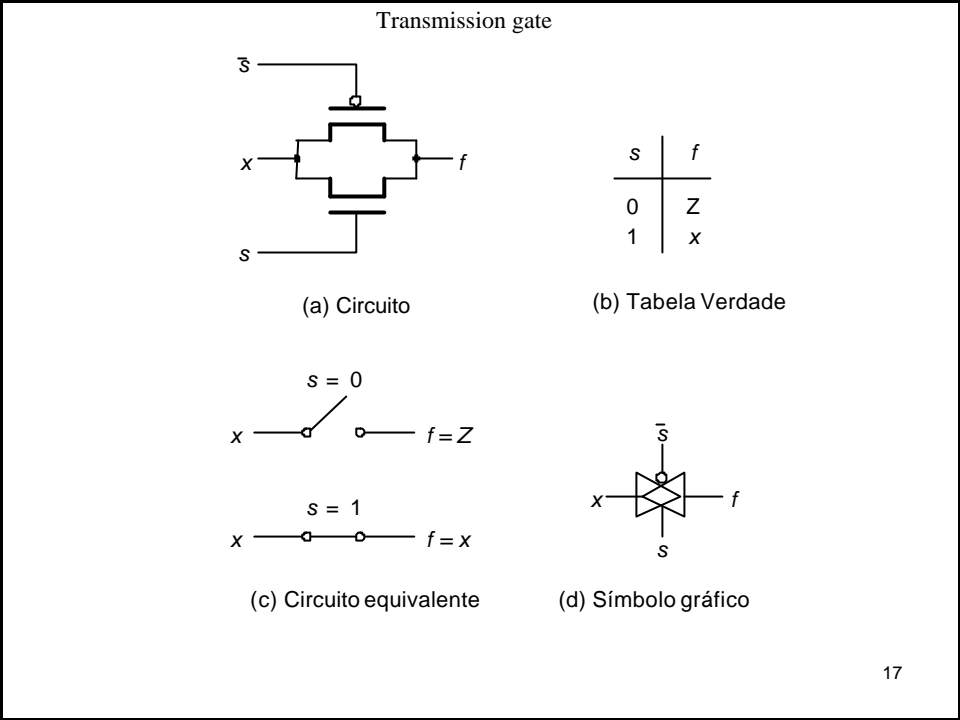 Transmission gate
s̅
x f
s
(a) Circuito
s f
0 Z
1 x
(b) Tabela Verdade
s = 0
x f = Z
s = 1
x f = x
(c) Circuito equivalente
s̅
x f
s
(d) Símbolo gráfico
17